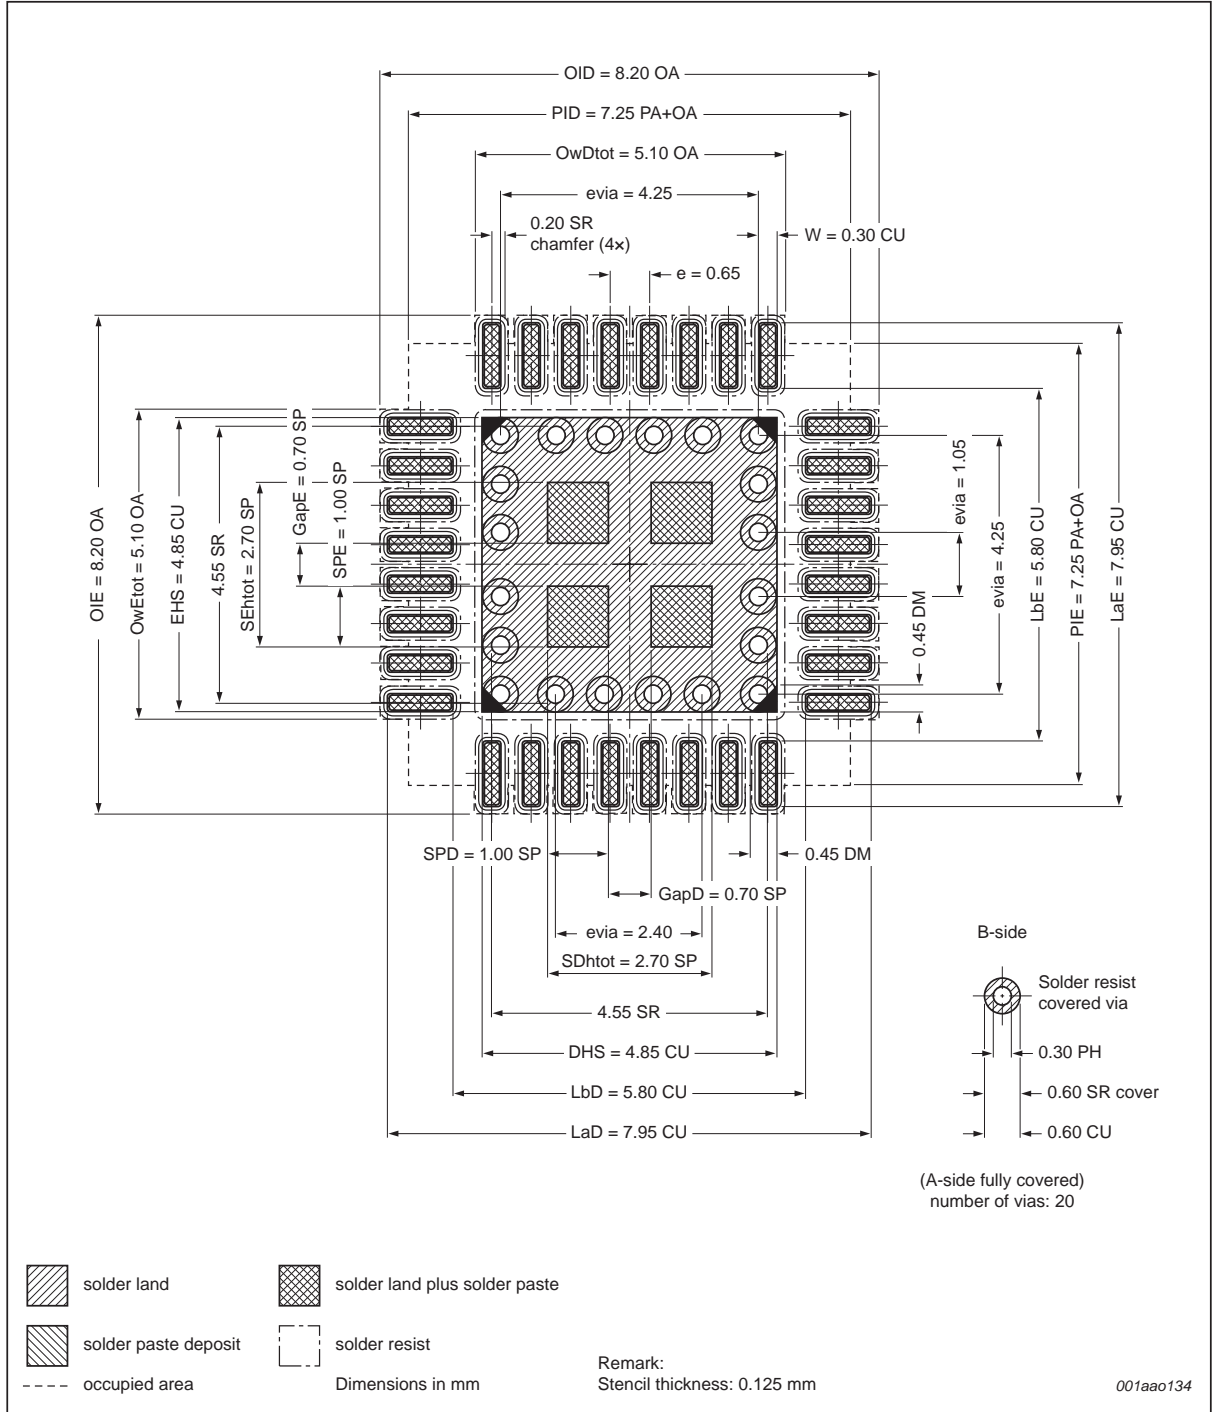 OID = 8.20 OA
PID = 7.25 PA+OA
OwDtot = 5.10 OA
evia = 4.25
0.20 SR
chamfer (4×)
W = 0.30 CU
e = 0.65
OIE = 8.20 OA
OwEtot = 5.10 OA
EHS = 4.85 CU
4.55 SR
SEhtot = 2.70 SP
GapE = 0.70 SP
SPE = 1.00 SP
evia = 1.05
0.45 DM
evia = 4.25
LbE = 5.80 CU
PIE = 7.25 PA+OA
LaE = 7.95 CU
SPD = 1.00 SP
0.45 DM
GapD = 0.70 SP
evia = 2.40
SDhtot = 2.70 SP
4.55 SR
DHS = 4.85 CU
LbD = 5.80 CU
LaD = 7.95 CU
B-side
Solder resist
covered via
0.30 PH
0.60 SR cover
0.60 CU
(A-side fully covered)
number of vias: 20
solder land
solder land plus solder paste
solder paste deposit
solder resist
occupied area
Dimensions in mm
Remark:
Stencil thickness: 0.125 mm
001aao134